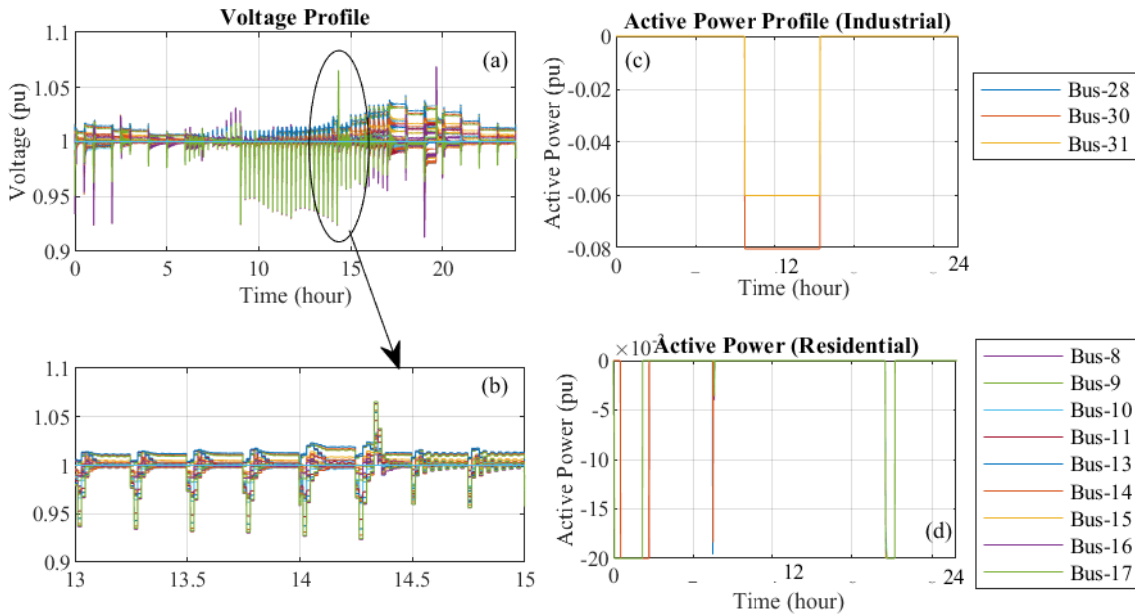 Voltage Profile
1.1
1.05
1
0.95
0.9
Voltage (pu)
(a)
0 5 10 15 20
Time (hour)
Active Power Profile (Industrial)
0
-0.02
-0.04
-0.06
-0.08
Active Power (pu)
(c)
0 12 24
Time (hour)
Bus-28
Bus-30
Bus-31
1.1
1.05
1
0.95
0.9
(b)
13 13.5 14 14.5 15
Active Power (Residential)
0
-5
-10
-15
-20
Active Power (pu)
(d)
0 12 24
Time (hour)
Bus-8
Bus-9
Bus-10
Bus-11
Bus-13
Bus-14
Bus-15
Bus-16
Bus-17